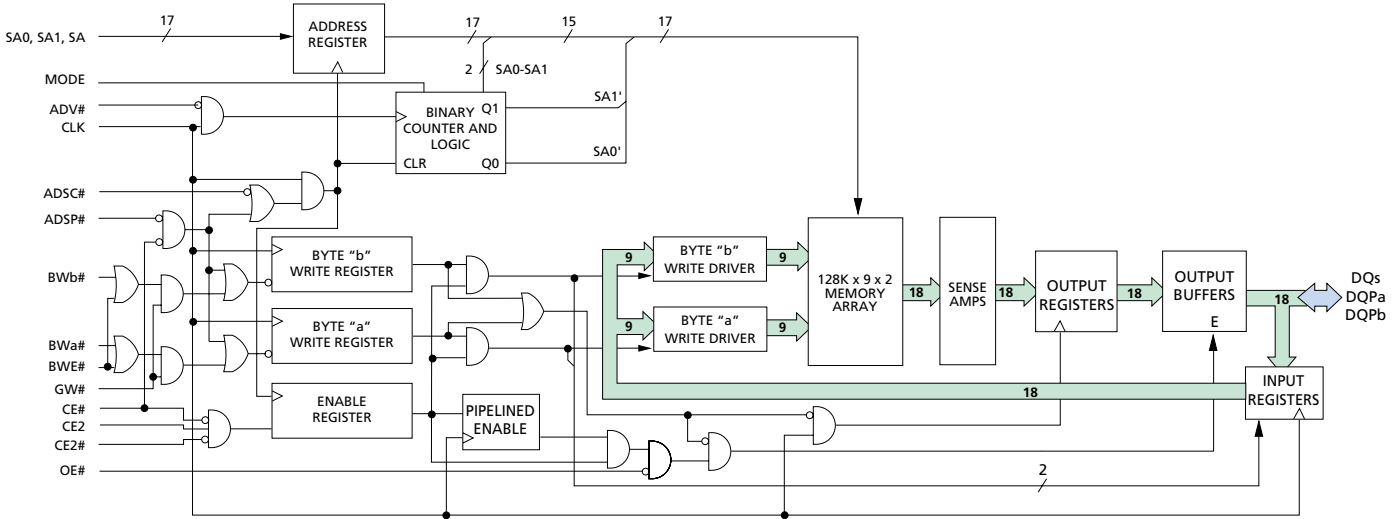 17
17
15
17
SA0, SA1, SA
ADDRESS
REGISTER
2
SA0-SA1
MODE
ADV#
CLK
BINARY
COUNTER AND
LOGIC
Q1
SA1'
CLR
Q0
SA0'
ADSC#
ADSP#
BYTE “b”
WRITE REGISTER
9
BYTE “b”
WRITE DRIVER
9
BWb#
128K x 9 x 2
MEMORY
ARRAY
18
SENSE
AMPS
18
OUTPUT
REGISTERS
18
OUTPUT
BUFFERS
E
18
DQs
DQPa
DQPb
BYTE “a”
WRITE REGISTER
9
BYTE “a”
WRITE DRIVER
9
BWa#
BWE#
GW#
CE#
CE2
CE2#
OE#
ENABLE
REGISTER
PIPELINED
ENABLE
18
INPUT
REGISTERS
2